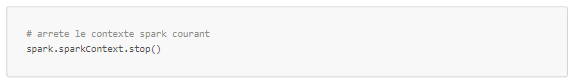 # arrete le contexte spark courant
spark.sparkContext.stop()